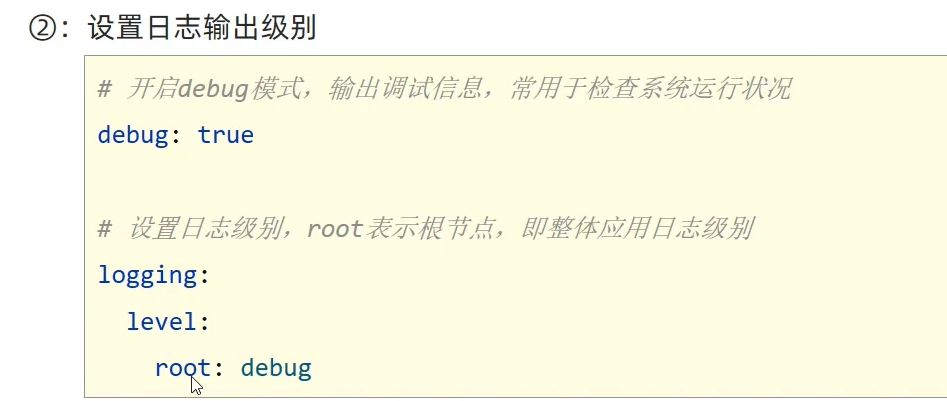 ②：设置日志输出级别
# 开启debug模式，输出调试信息，常用于检查系统运行状况
debug: true
# 设置日志级别，root表示根节点，即整体应用日志级别
logging:
  level:
    root: debug